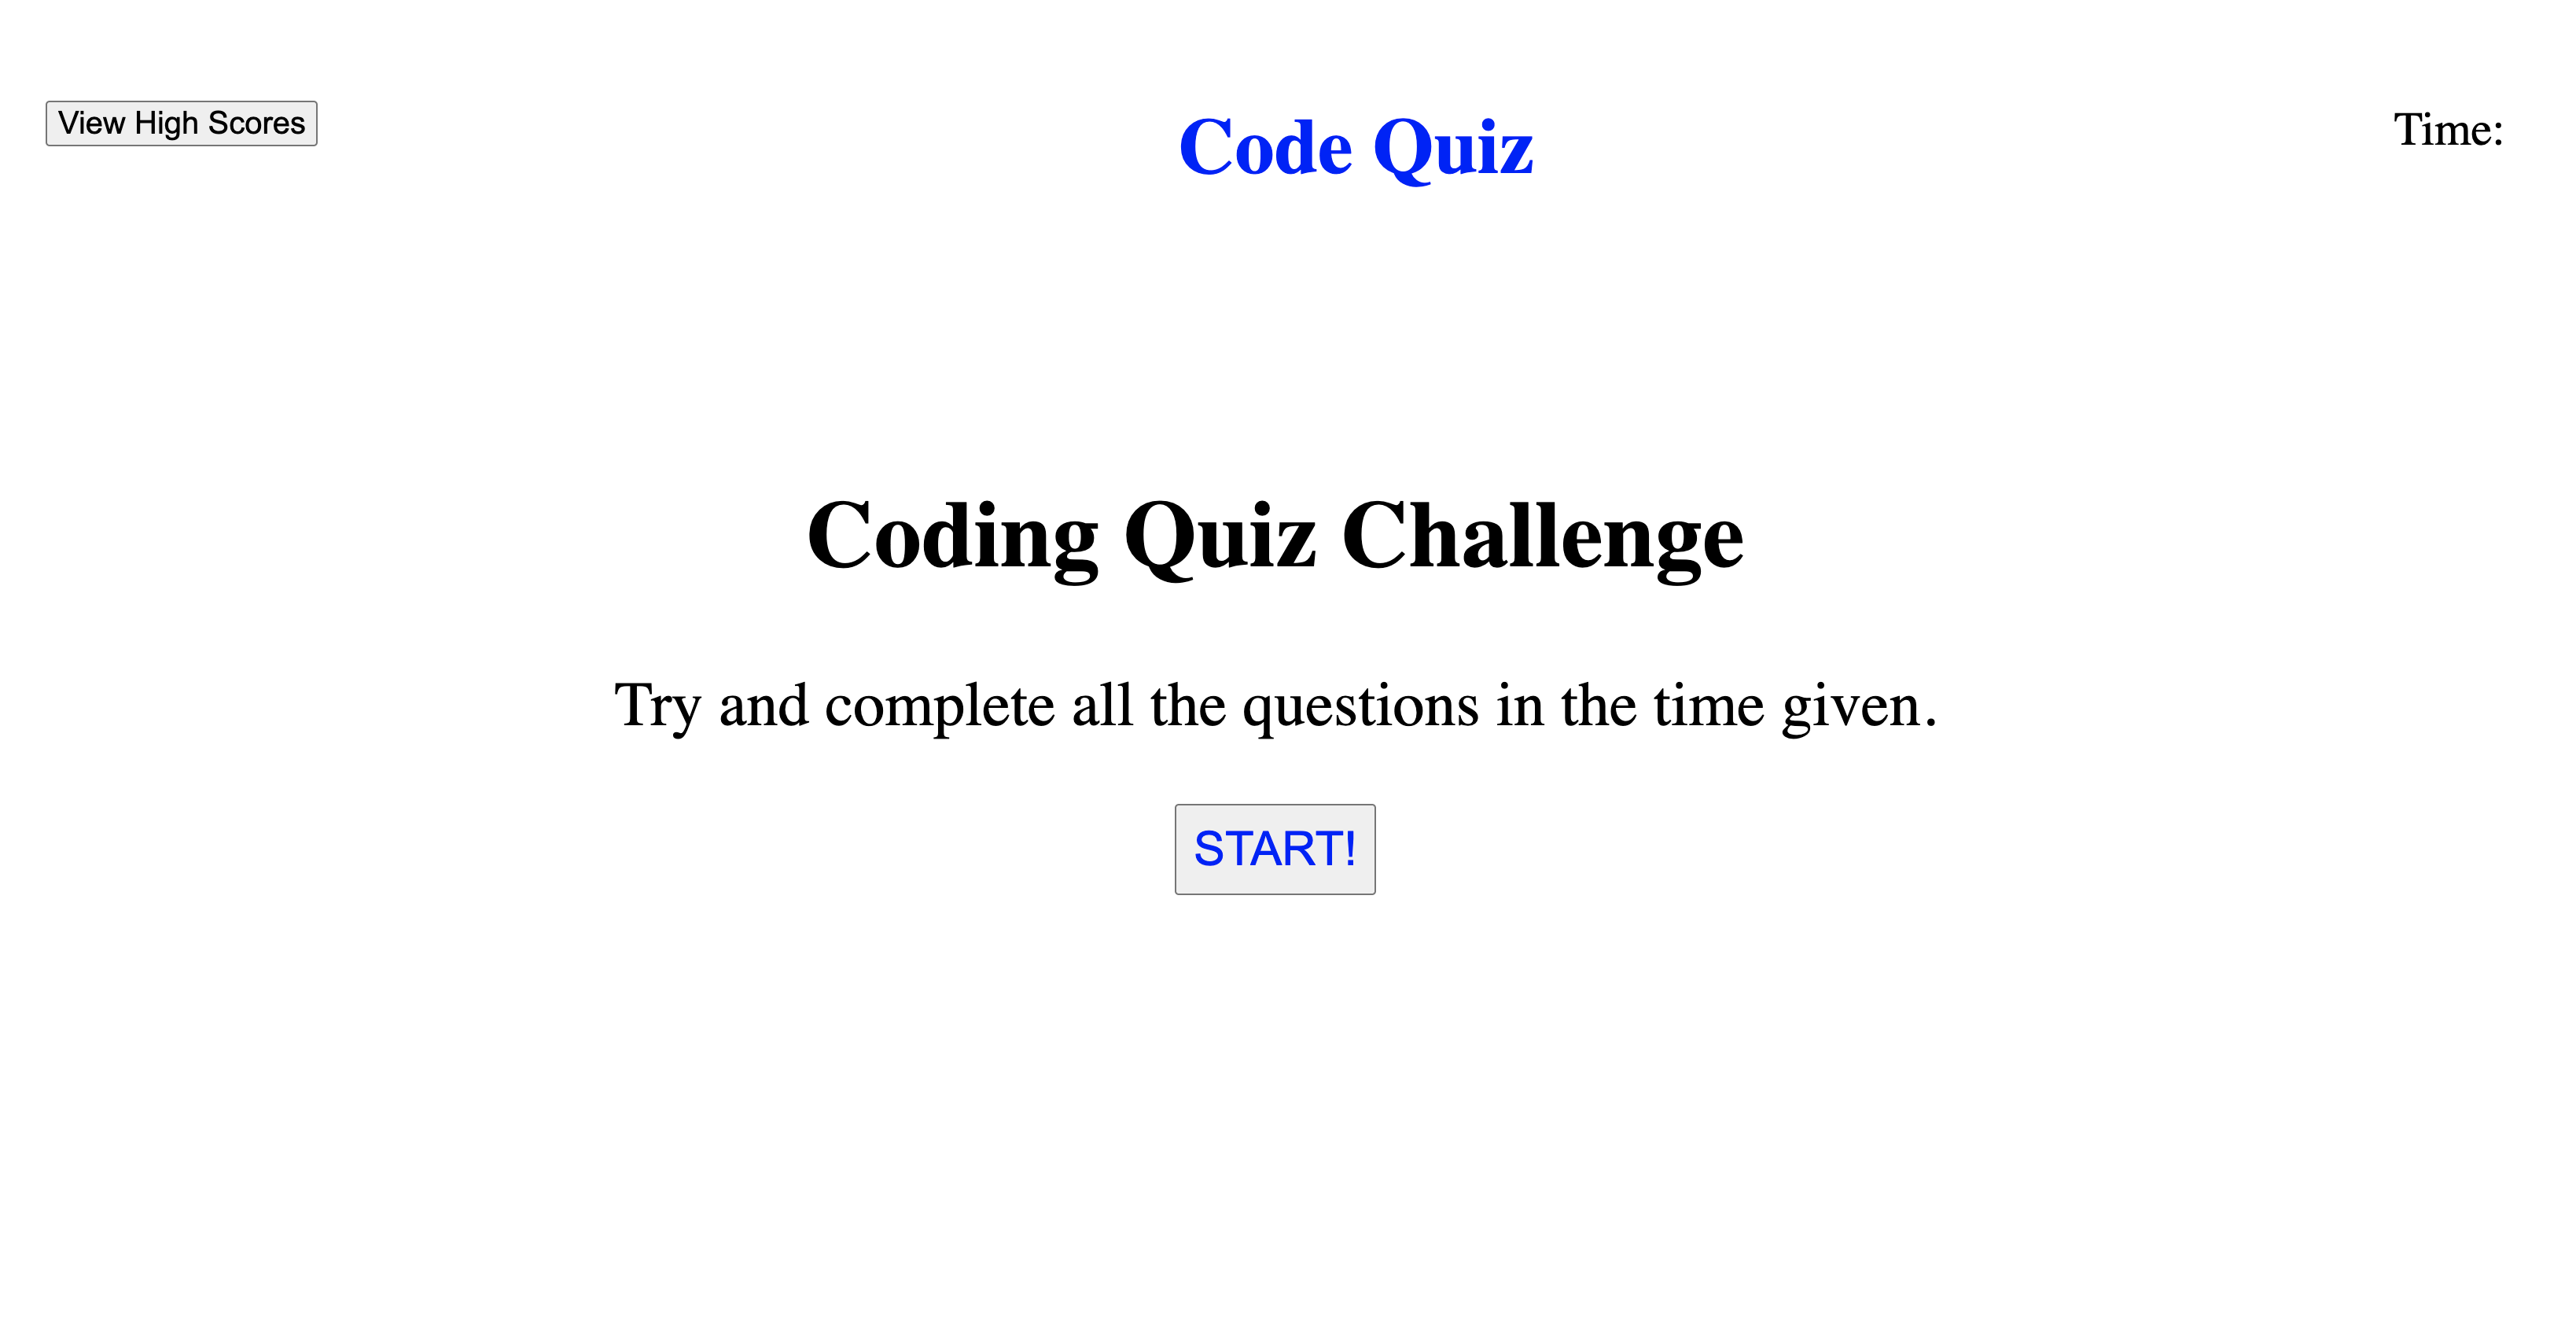 View High Scores
Code Quiz
Time:
Coding Quiz Challenge
Try and complete all the questions in the time given.
START!